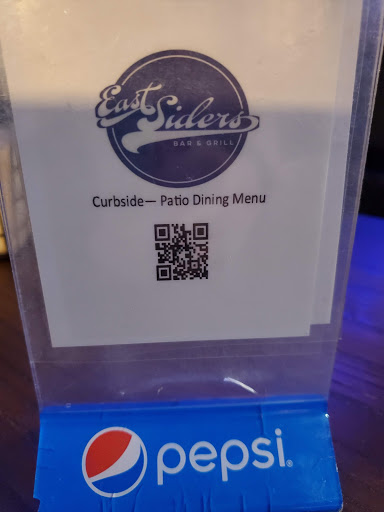 East
Siders
BAR & GRILL
Curbside— Patio Dining Menu
pepsi.